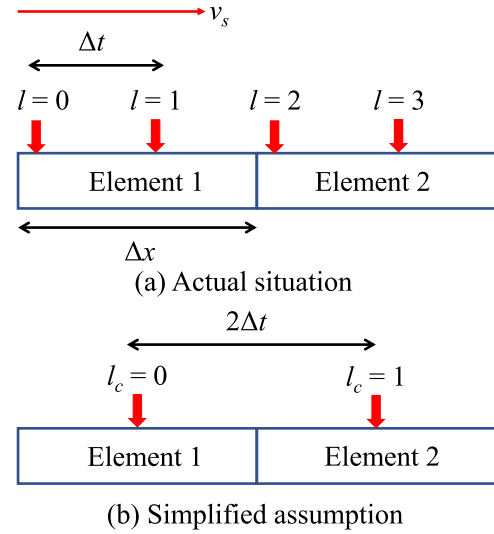 v_s
Δt
l = 0 l = 1 l = 2 l = 3
Element 1 Element 2
Δx
(a) Actual situation
2Δt
l_c = 0 l_c = 1
Element 1 Element 2
(b) Simplified assumption